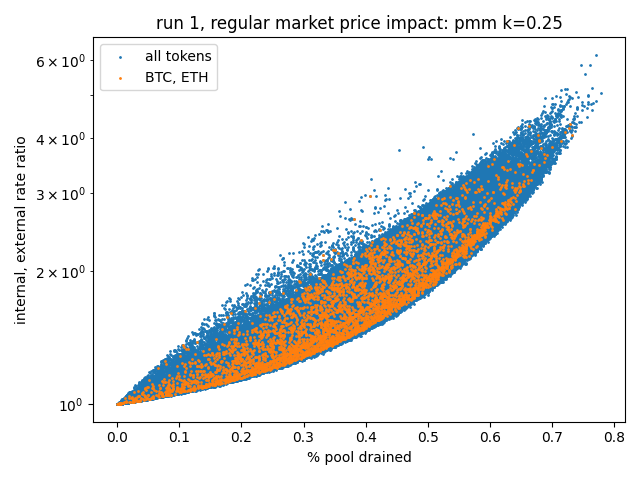 run 1, regular market price impact: pmm k=0.25
all tokens
BTC, ETH
internal, external rate ratio
6 × 10⁰
4 × 10⁰
3 × 10⁰
2 × 10⁰
10⁰
0.0 0.1 0.2 0.3 0.4 0.5 0.6 0.7 0.8
% pool drained